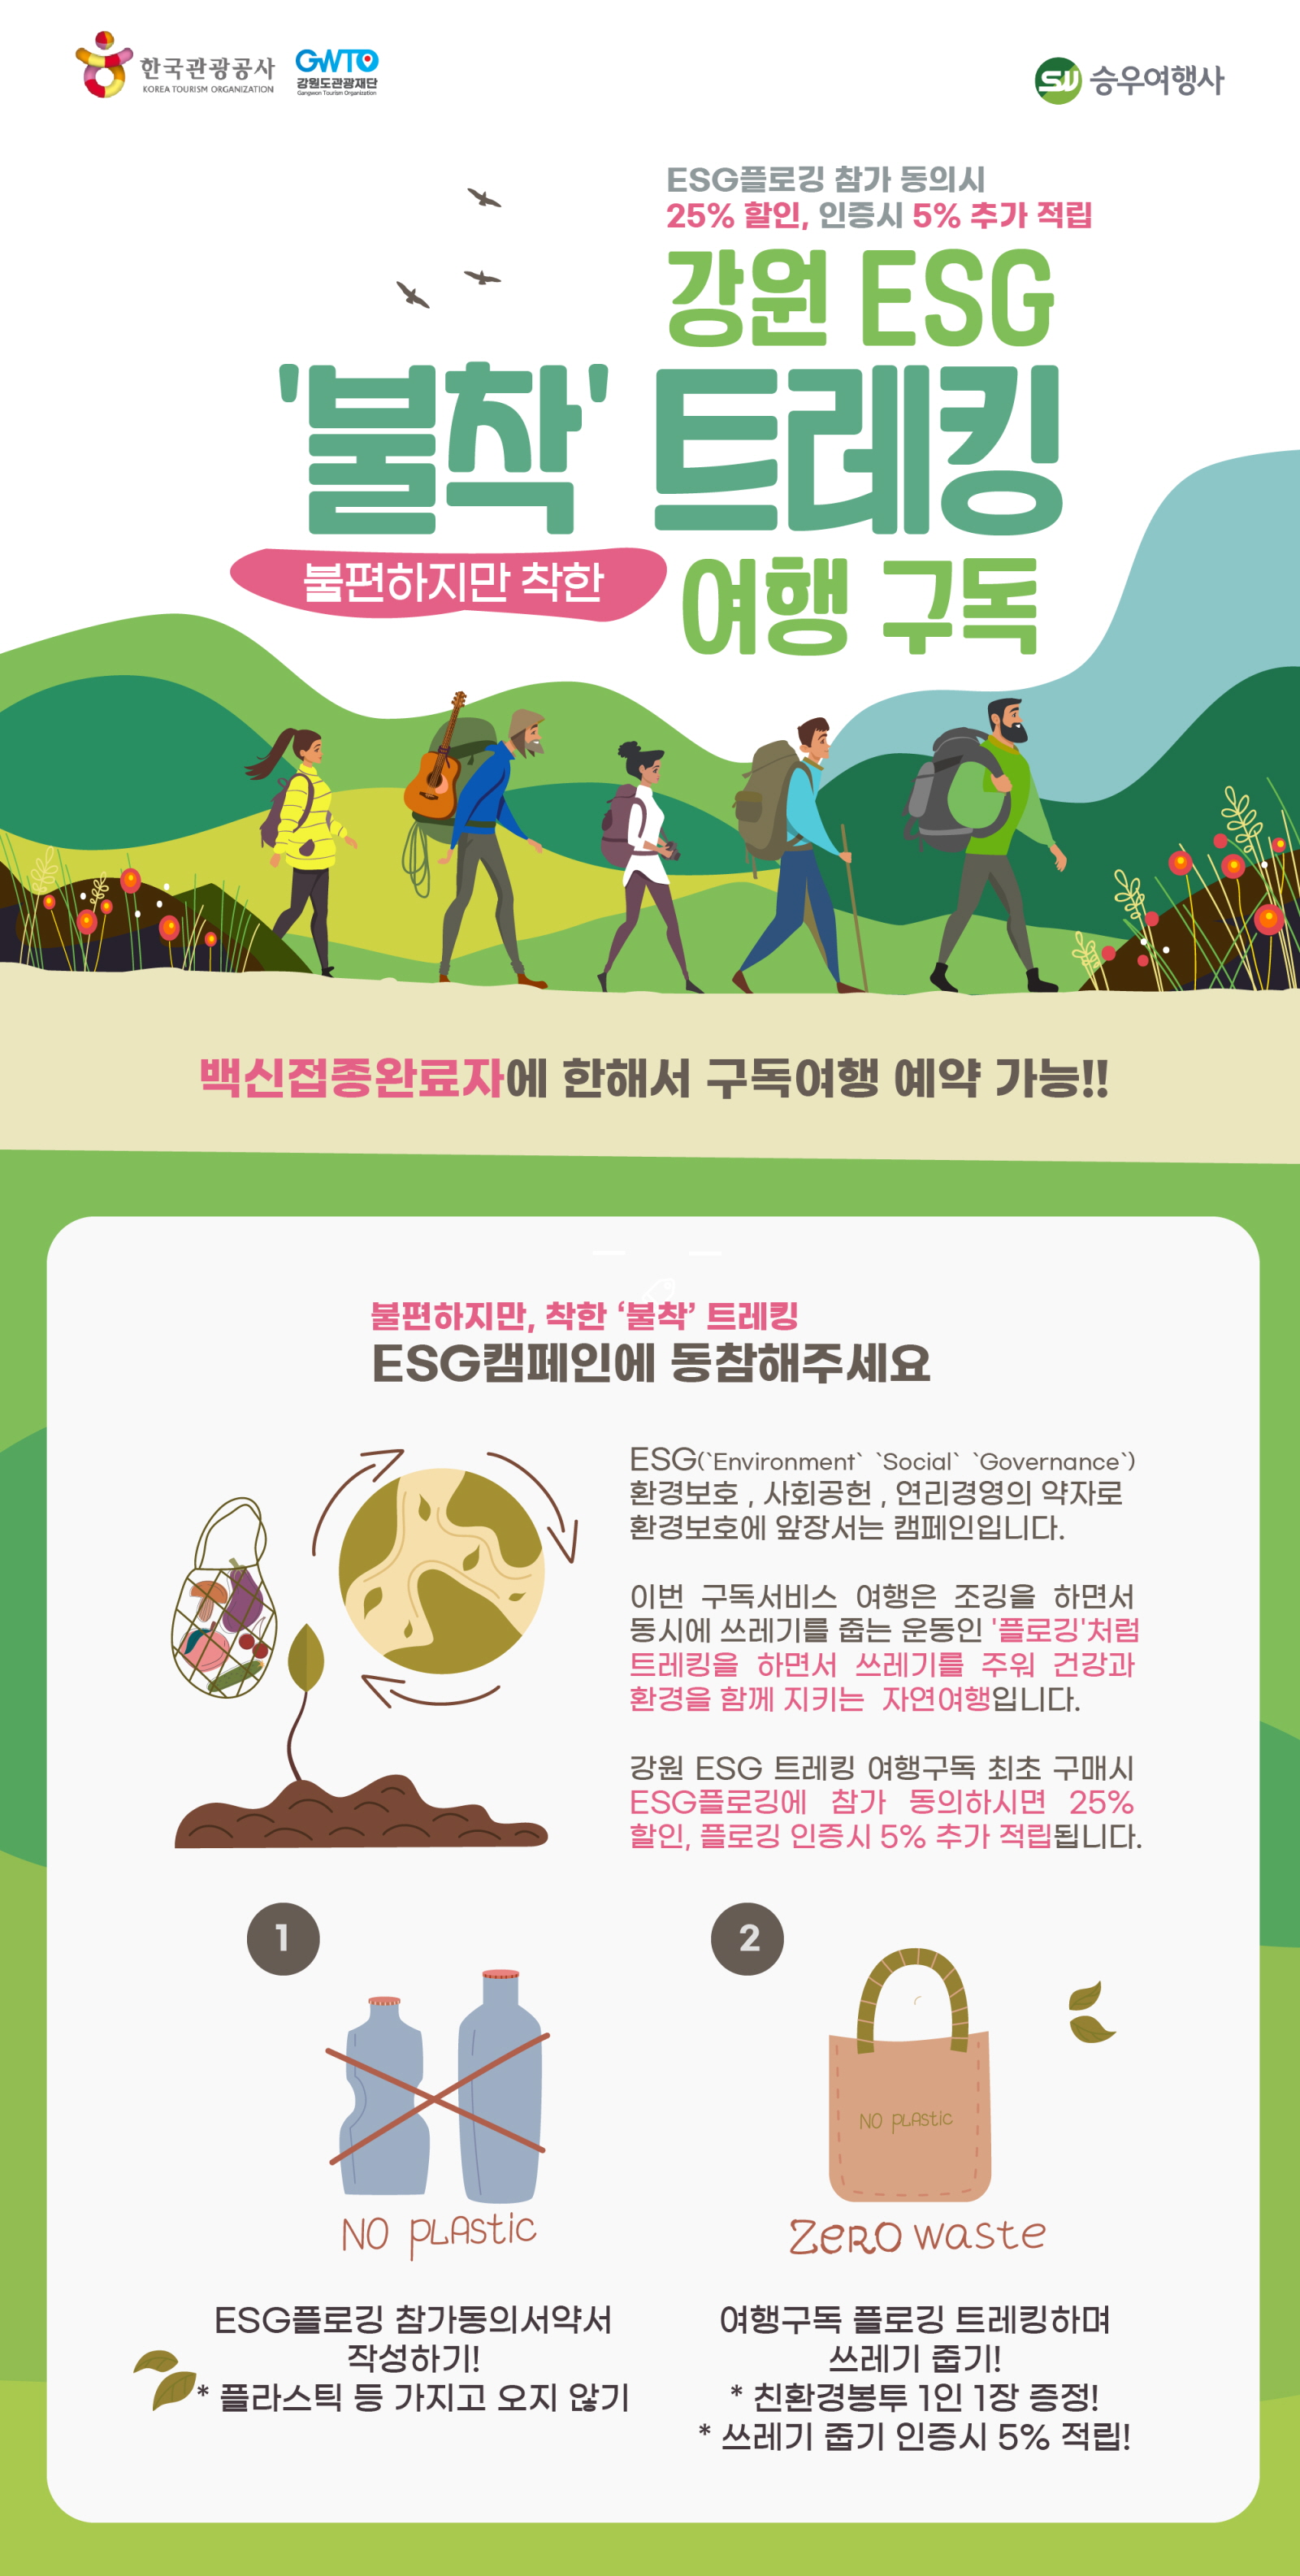 한국관광공사
KOREA TOURISM ORGANIZATION
GWTO
강원도관광재단
Gangwon Tourism Organization
SW 승우여행사
ESG플로깅 참가 동의시
25% 할인, 인증시 5% 추가 적립
강원 ESG
'불착' 트레킹
불편하지만 착한
여행 구독
백신접종완료자에 한해서 구독여행 예약 가능!!
불편하지만, 착한 ‘불착’ 트레킹
ESG캠페인에 동참해주세요
ESG(`Environment` `Social` `Governance`)
환경보호 , 사회공헌 , 연리경영의 약자로
환경보호에 앞장서는 캠페인입니다.
이번 구독서비스 여행은 조깅을 하면서
동시에 쓰레기를 줍는 운동인 '플로깅'처럼
트레킹을 하면서 쓰레기를 주워 건강과
환경을 함께 지키는 자연여행입니다.
강원 ESG 트레킹 여행구독 최초 구매시
ESG플로깅에 참가 동의하시면 25%
할인, 플로깅 인증시 5% 추가 적립됩니다.
1
NO pLAStic
ESG플로깅 참가동의서약서
작성하기!
* 플라스틱 등 가지고 오지 않기
2
NO pLAStic
ZeRO waste
여행구독 플로깅 트레킹하며
쓰레기 줍기!
* 친환경봉투 1인 1장 증정!
* 쓰레기 줍기 인증시 5% 적립!